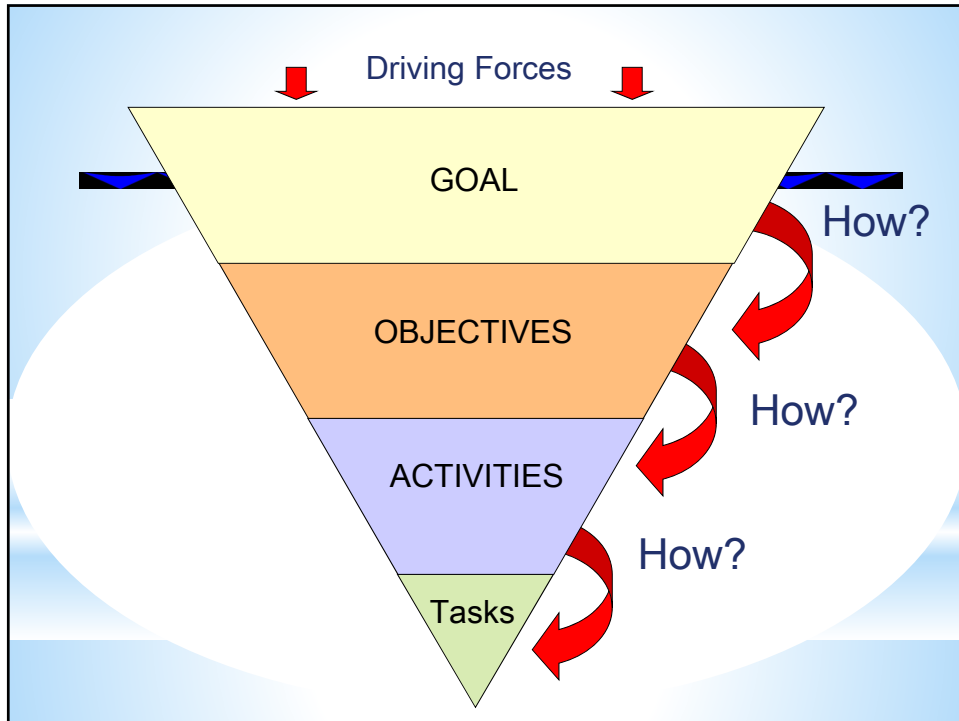 Driving Forces
GOAL
How?
OBJECTIVES
How?
ACTIVITIES
How?
Tasks